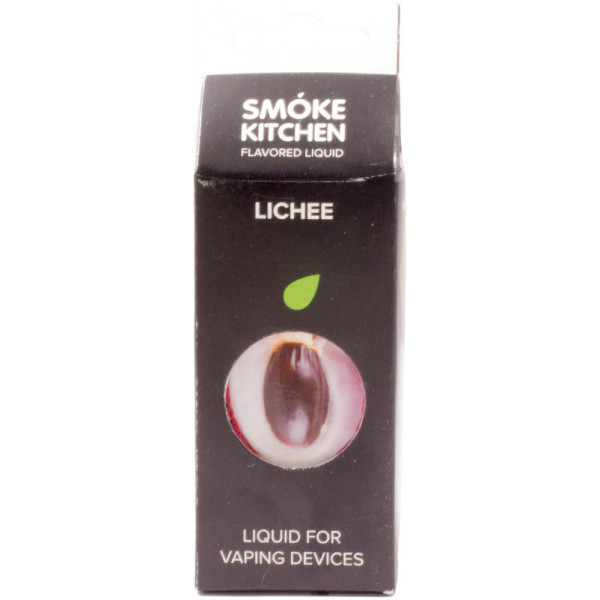 SMÓKE
KITCHEN
FLAVORED LIQUID
LICHEE
LIQUID FOR
VAPING DEVICES